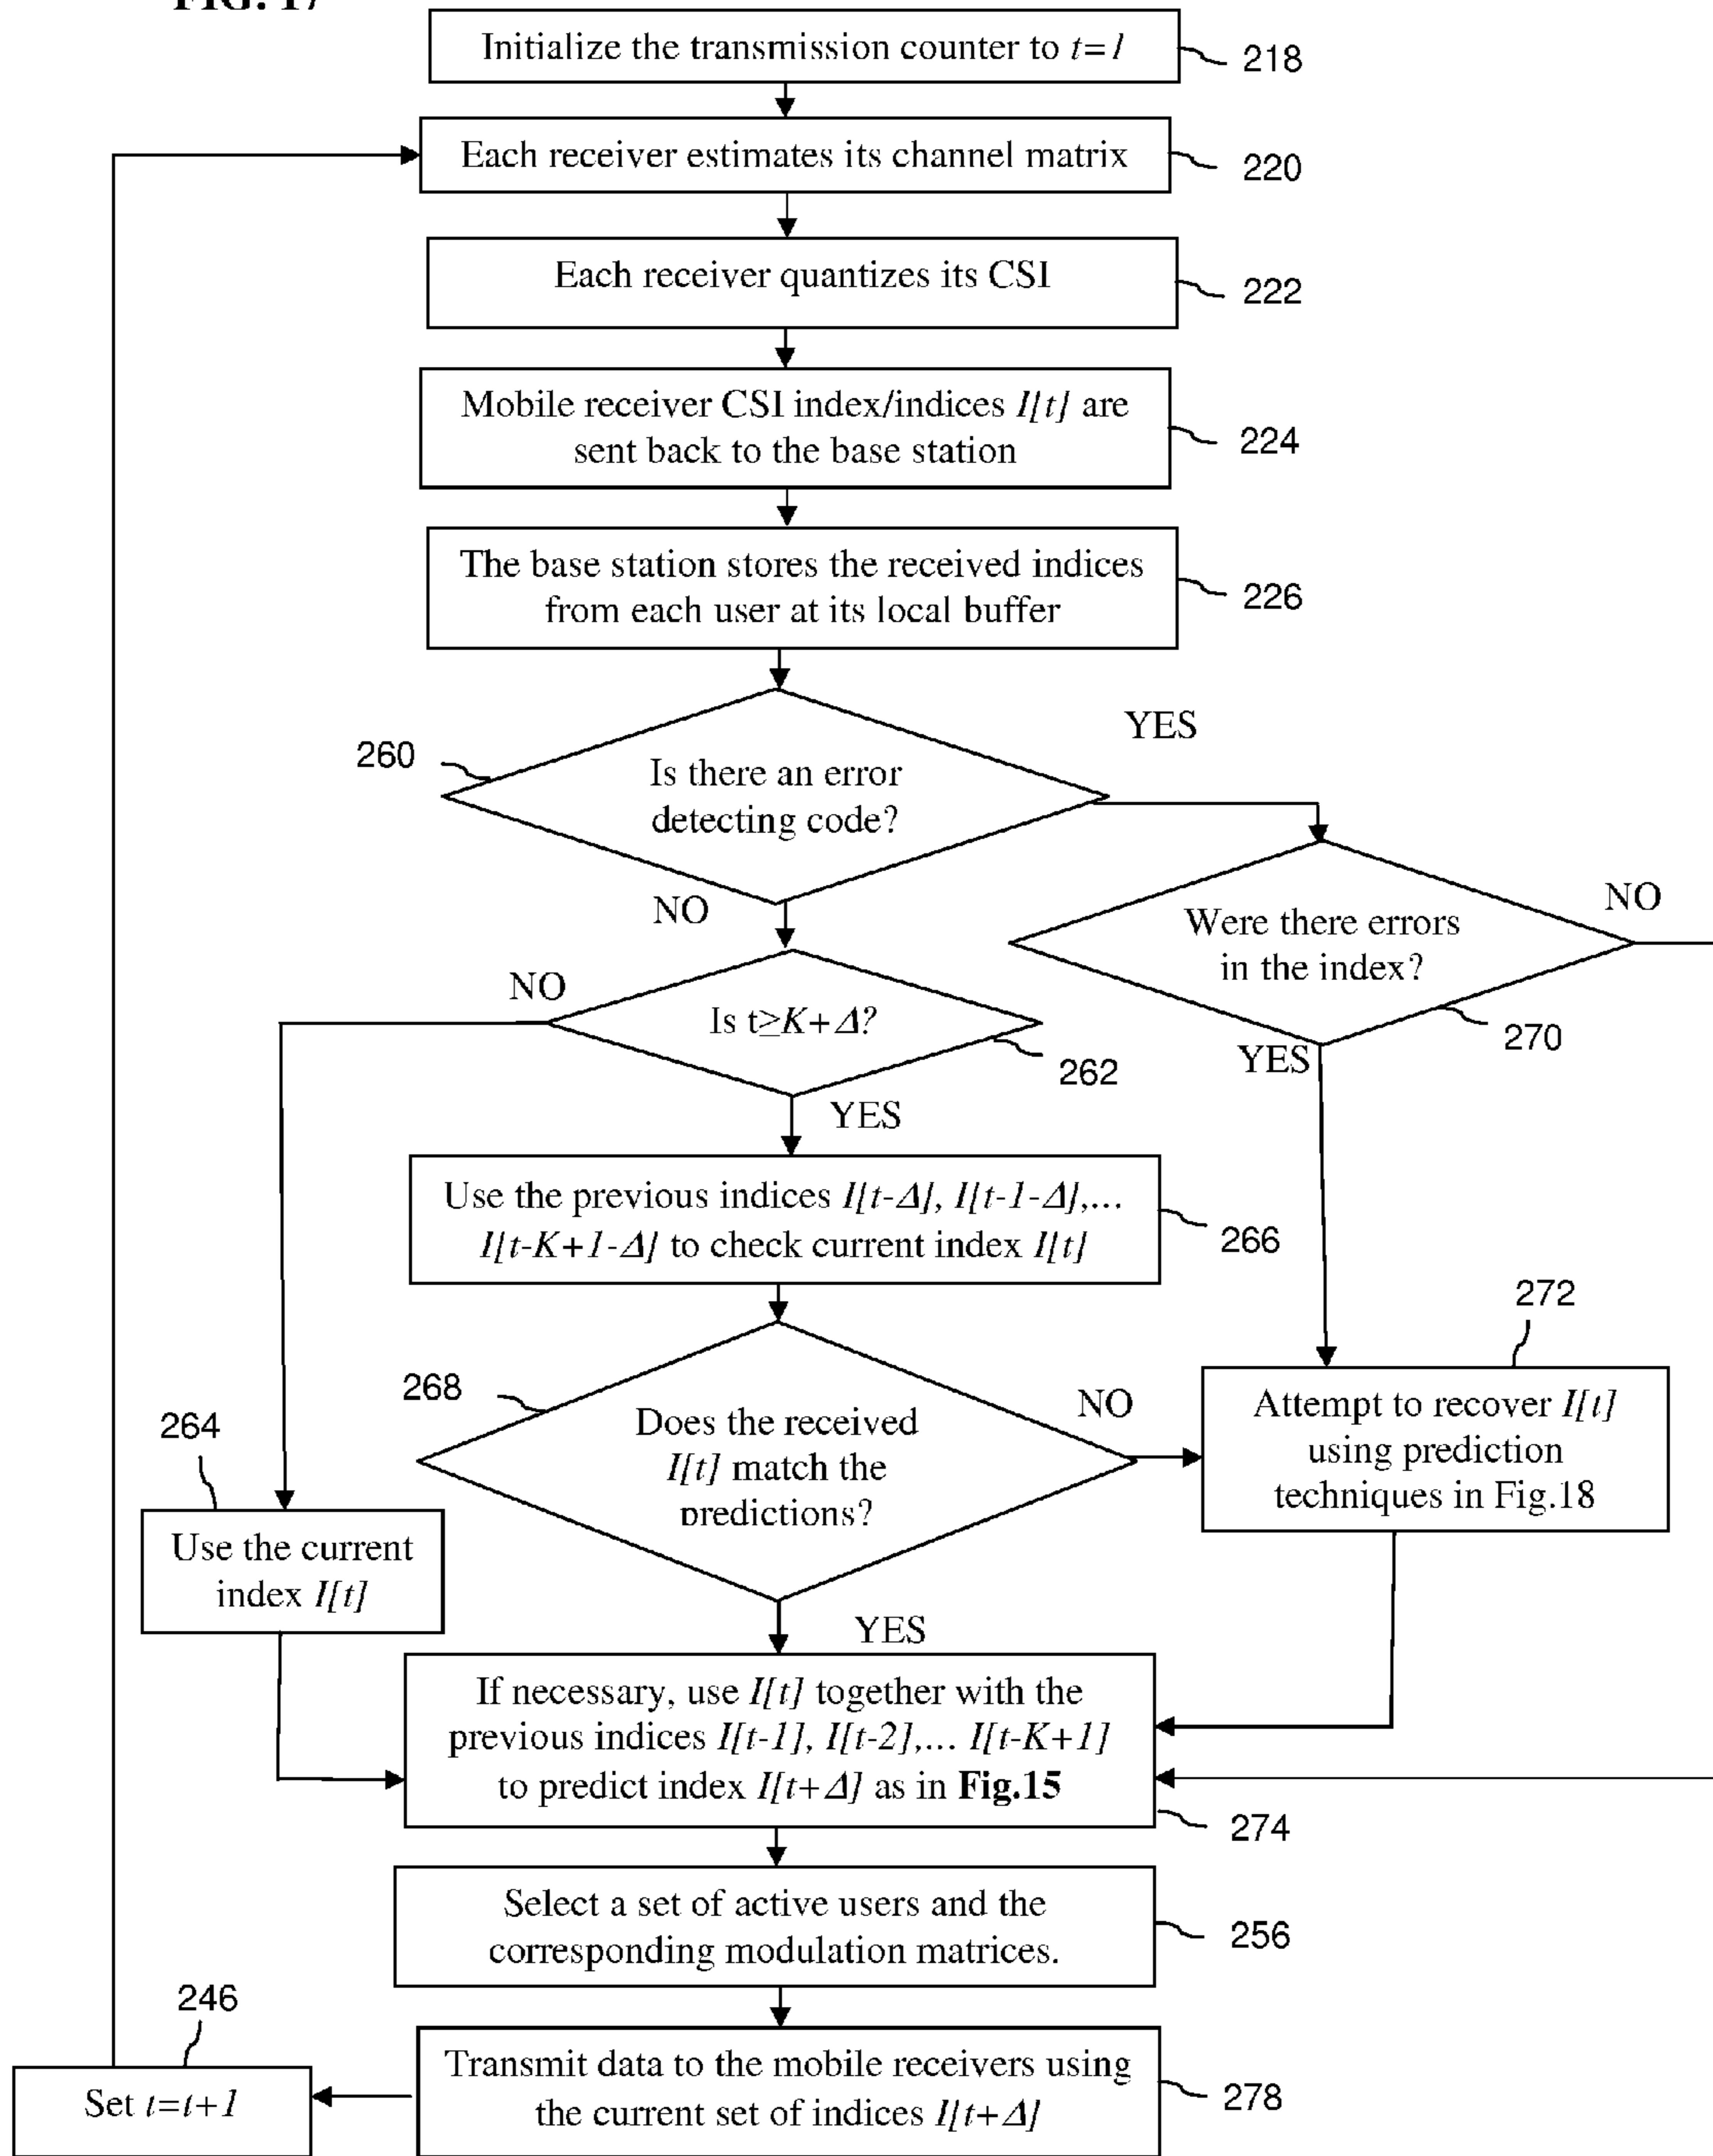 FIG. 17
Initialize the transmission counter to t=1
218
Each receiver estimates its channel matrix
220
Each receiver quantizes its CSI
222
Mobile receiver CSI index/indices I[t] are
sent back to the base station
224
The base station stores the received indices
from each user at its local buffer
226
260
Is there an error
detecting code?
YES
NO
Were there errors
in the index?
NO
270
YES
NO
Is t≥K+Δ?
262
YES
Use the previous indices I[t-Δ], I[t-1-Δ],...
I[t-K+1-Δ] to check current index I[t]
266
268
Does the received
I[t] match the
predictions?
NO
272
Attempt to recover I[t]
using prediction
techniques in Fig.18
264
Use the current
index I[t]
YES
If necessary, use I[t] together with the
previous indices I[t-1], I[t-2],... I[t-K+1]
to predict index I[t+Δ] as in Fig.15
274
Select a set of active users and the
corresponding modulation matrices.
256
246
Set t=t+1
Transmit data to the mobile receivers using
the current set of indices I[t+Δ]
278